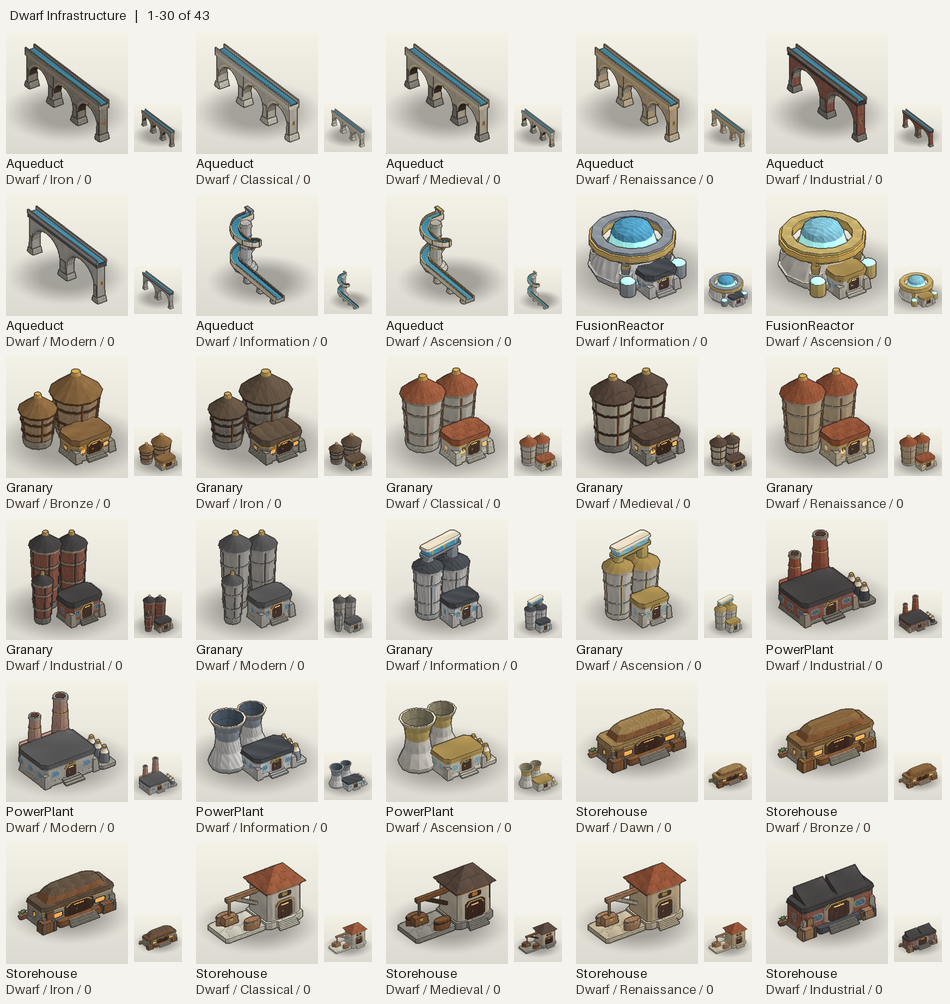 Dwarf Infrastructure | 1-30 of 43
Aqueduct
Dwarf / Iron / 0
Aqueduct
Dwarf / Classical / 0
Aqueduct
Dwarf / Medieval / 0
Aqueduct
Dwarf / Renaissance / 0
Aqueduct
Dwarf / Industrial / 0
Aqueduct
Dwarf / Modern / 0
Aqueduct
Dwarf / Information / 0
Aqueduct
Dwarf / Ascension / 0
FusionReactor
Dwarf / Information / 0
FusionReactor
Dwarf / Ascension / 0
Granary
Dwarf / Bronze / 0
Granary
Dwarf / Iron / 0
Granary
Dwarf / Classical / 0
Granary
Dwarf / Medieval / 0
Granary
Dwarf / Renaissance / 0
Granary
Dwarf / Industrial / 0
Granary
Dwarf / Modern / 0
Granary
Dwarf / Information / 0
Granary
Dwarf / Ascension / 0
PowerPlant
Dwarf / Industrial / 0
PowerPlant
Dwarf / Modern / 0
PowerPlant
Dwarf / Information / 0
PowerPlant
Dwarf / Ascension / 0
Storehouse
Dwarf / Dawn / 0
Storehouse
Dwarf / Bronze / 0
Storehouse
Dwarf / Iron / 0
Storehouse
Dwarf / Classical / 0
Storehouse
Dwarf / Medieval / 0
Storehouse
Dwarf / Renaissance / 0
Storehouse
Dwarf / Industrial / 0